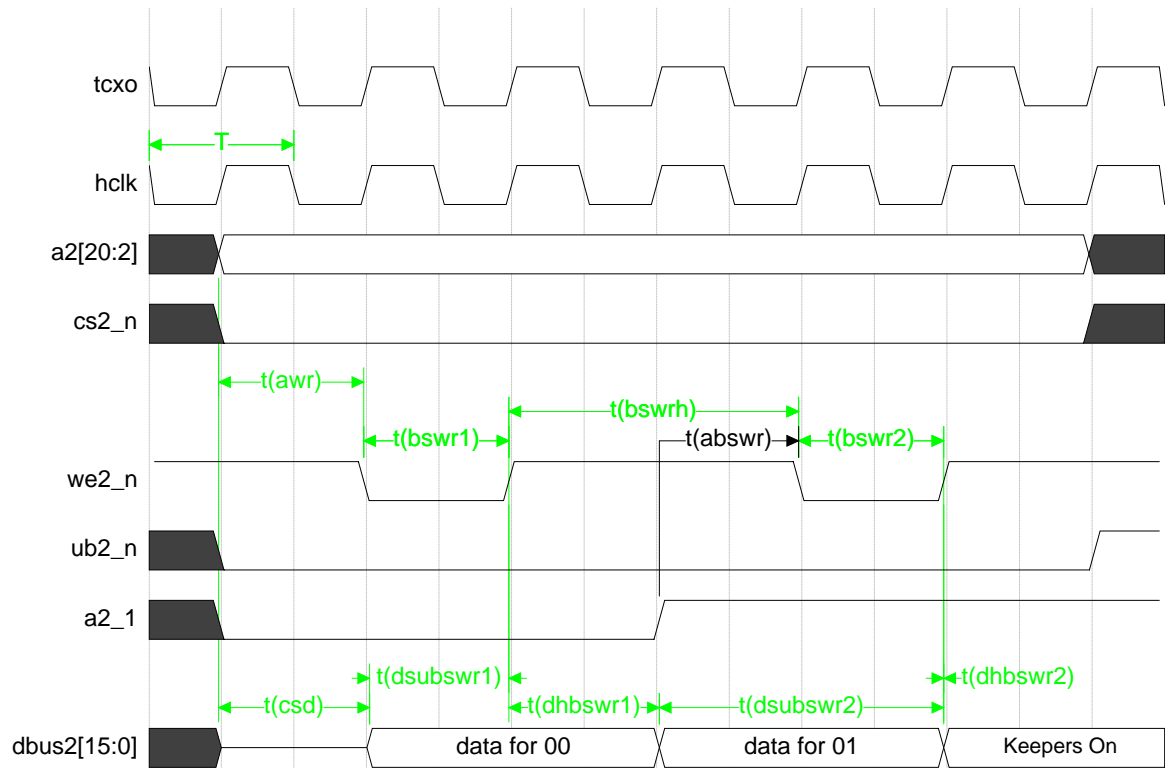 tcxo
T
hclk
a2[20:2]
cs2_n
t(awr)
t(bswrh)
t(bswr1)
t(abswr)
t(bswr2)
we2_n
ub2_n
a2_1
t(dsubswr1)
t(dhbswr2)
t(csd)
t(dhbswr1)
t(dsubswr2)
dbus2[15:0]
data for 00
data for 01
Keepers On